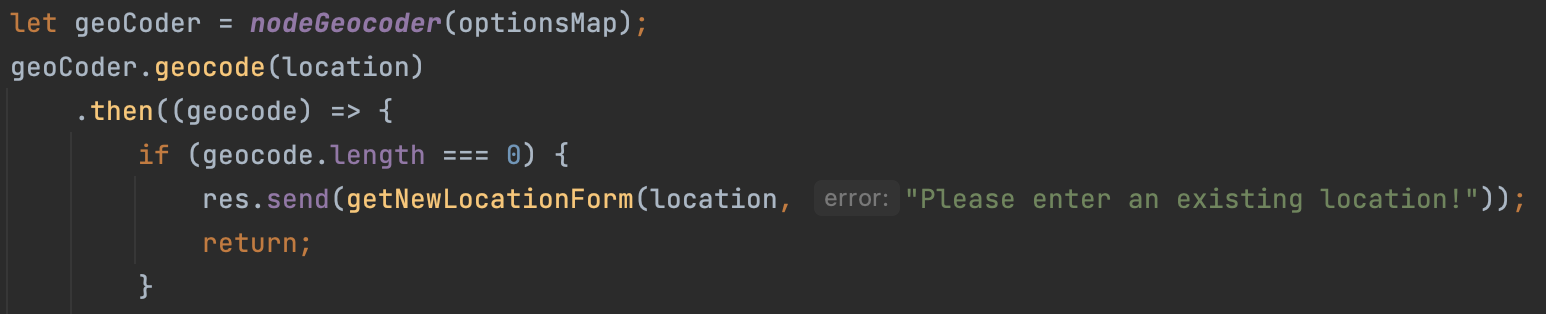 let geoCoder = nodeGeocoder(optionsMap);
geoCoder.geocode(location)
    .then((geocode) => {
        if (geocode.length === 0) {
            res.send(getNewLocationForm(location, error: "Please enter an existing location!"));
            return;
        }